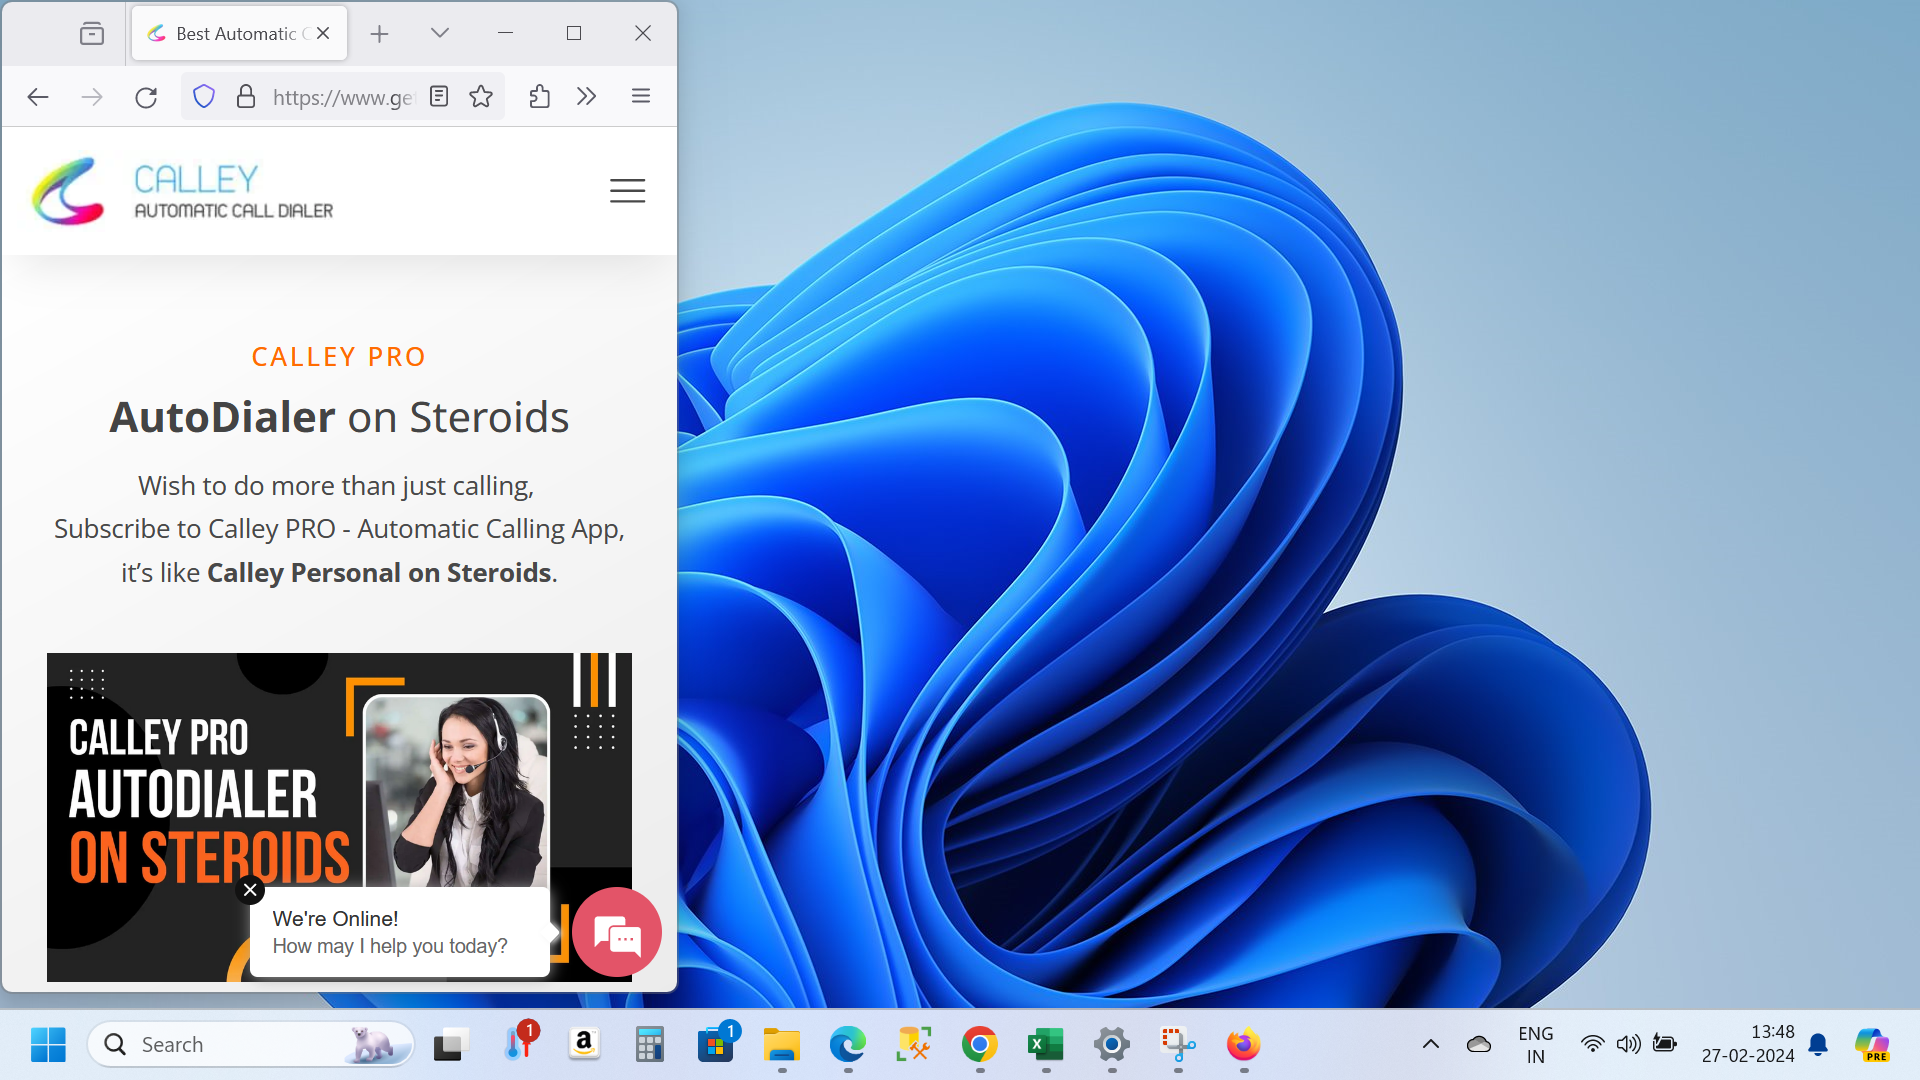 Best Automatic
https://www.ge
CALLEY
AUTOMATIC CALL DIALER
CALLEY PRO
AutoDialer on Steroids
Wish to do more than just calling,
Subscribe to Calley PRO - Automatic Calling App,
it's like Calley Personal on Steroids.
CALLEY PRO
AUTODIALER
ON STEROIDS
We're Online!
How may I help you today?
Search
1
a
1
X
ENG
IN
13:48
27-02-2024
PRE